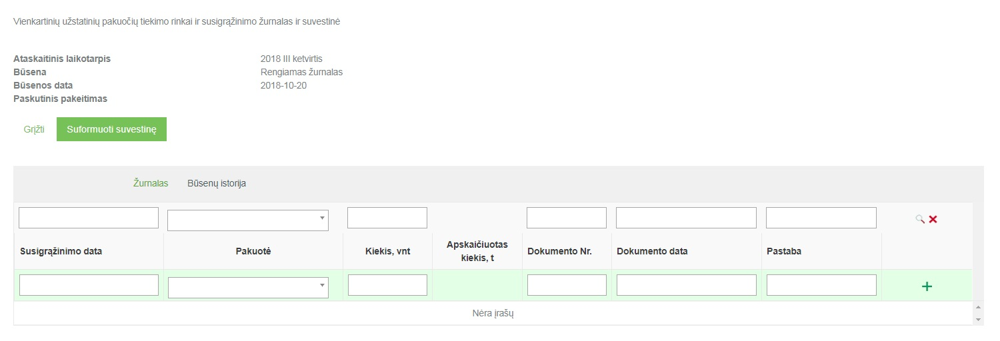 Vienkartinių užstatinių pakuočių tiekimo rinkai ir susigrąžinimo žurnalas ir suvestinė
Ataskaitinis laikotarpis 2018 III ketvirtis
Būsena Rengiamas žurnalas
Būsenos data 2018-10-20
Paskutinis pakeitimas
Grįžti Suformuoti suvestinę
Žurnalas Būsenų istorija
Susigrąžinimo data Pakuotė Kiekis, vnt Apskaičiuotas kiekis, t Dokumento Nr. Dokumento data Pastaba
Nėra įrašų